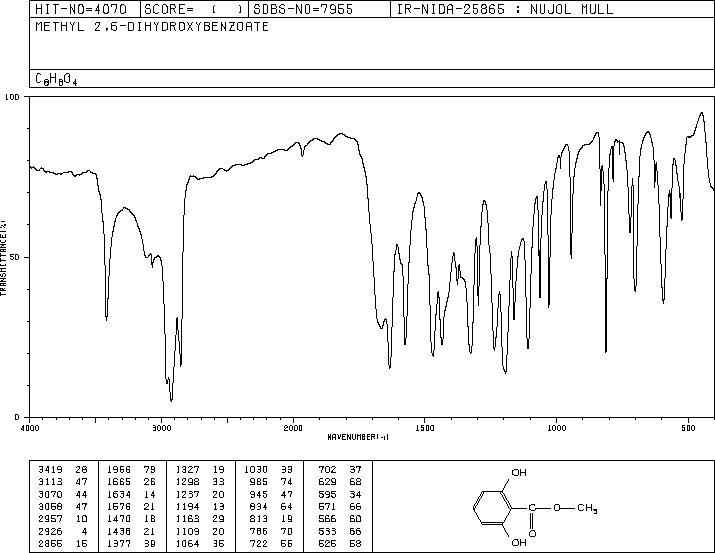 HIT-NO=4070 SCORE= ( ) SDBS-NO=7955 IR-NIDA-25865 : NUJOL MULL
METHYL 2,6-DIHYDROXYBENZOATE
C8H8O4
100
50
0
TRANSMITTANCE(%)
4000 3000 2000 1500 1000 500
WAVENUMBER(-1)
3419 28 1966 79 1327 19 1030 33 702 37
3113 47 1665 26 1298 33 985 74 629 68
3070 44 1634 14 1237 20 945 47 595 34
3068 47 1576 21 1194 13 834 64 571 66
2957 10 1470 18 1163 29 813 19 566 60
2926 4 1438 21 1109 20 786 70 533 66
2855 15 1377 39 1064 36 722 55 526 58
OH
C—O—CH3
O
OH